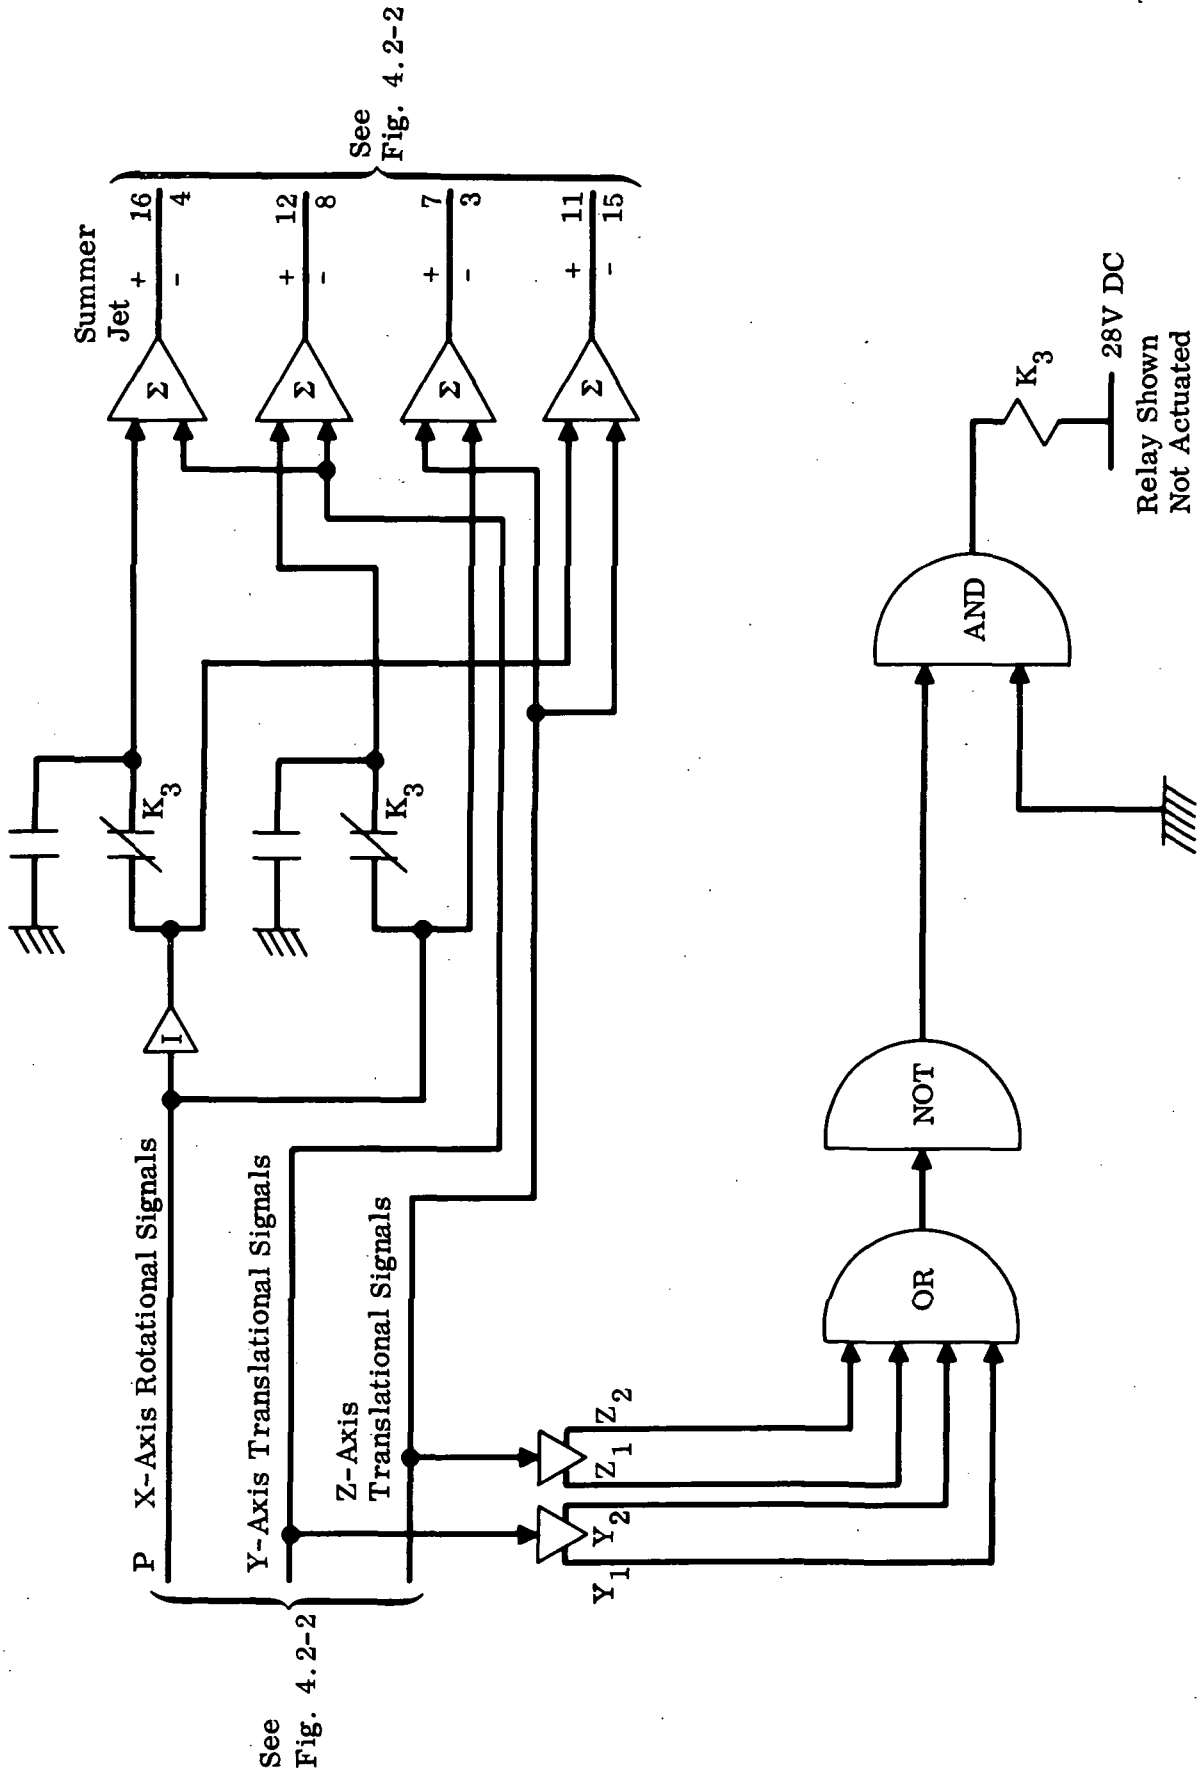 See
Fig. 4.2-2
P
X-Axis Rotational Signals
Y-Axis Translational Signals
Z-Axis
Translational Signals
I
K3
K3
Summer
Jet
Σ
+
-
16
4
Σ
+
-
12
8
Σ
+
-
7
3
Σ
+
-
11
15
See
Fig. 4.2-2
Y1
Y2
Z1
Z2
OR
NOT
AND
K3
28V DC
Relay Shown
Not Actuated